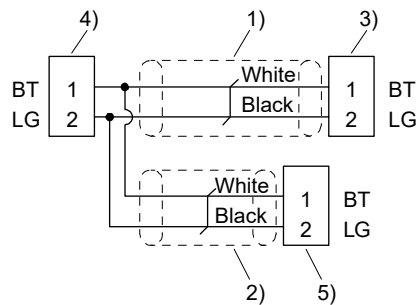 4) 1) 3)
BT 1 White 1 BT
LG 2 Black 2 LG
White 1 BT
Black 2 LG
2) 5)